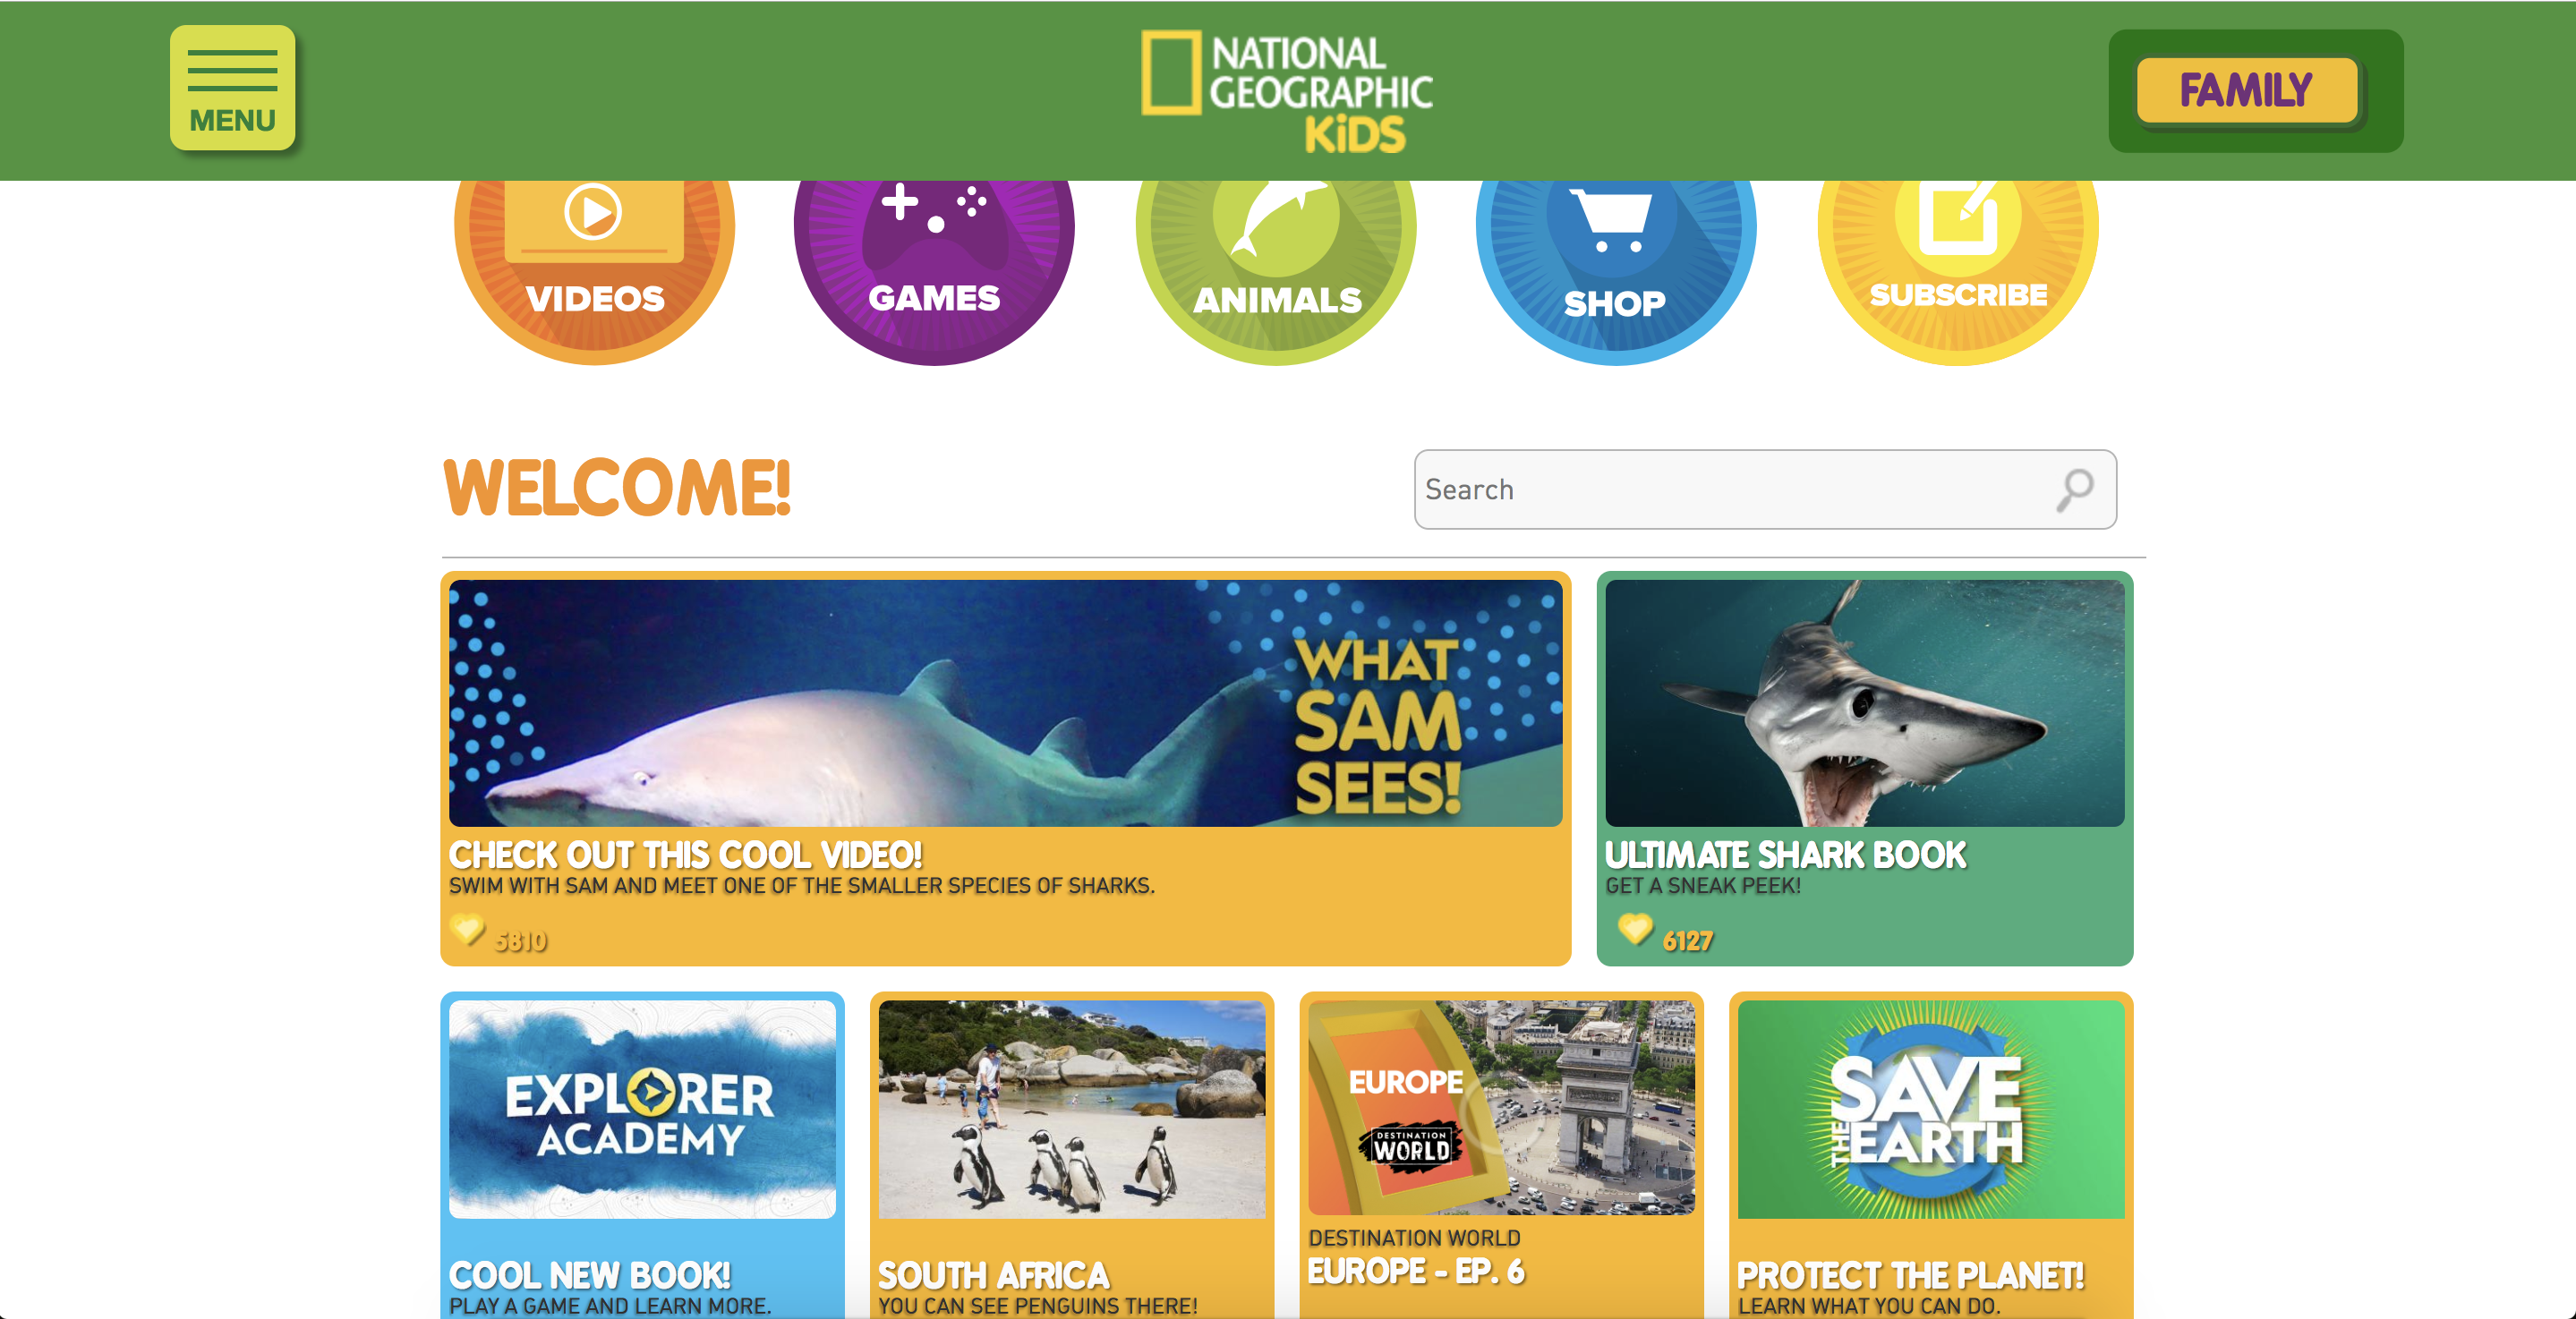 MENU
NATIONAL
GEOGRAPHIC
KiDS
FAMILY
VIDEOS
GAMES
ANIMALS
SHOP
SUBSCRIBE
WELCOME!
Search
WHAT
SAM
SEES!
CHECK OUT THIS COOL VIDEO!
SWIM WITH SAM AND MEET ONE OF THE SMALLER SPECIES OF SHARKS.
5810
ULTIMATE SHARK BOOK
GET A SNEAK PEEK!
6127
EXPLORER
ACADEMY
COOL NEW BOOK!
PLAY A GAME AND LEARN MORE.
SOUTH AFRICA
YOU CAN SEE PENGUINS THERE!
EUROPE
DESTINATION
WORLD
DESTINATION WORLD
EUROPE - EP. 6
SAVE
THE EARTH
PROTECT THE PLANET!
LEARN WHAT YOU CAN DO.